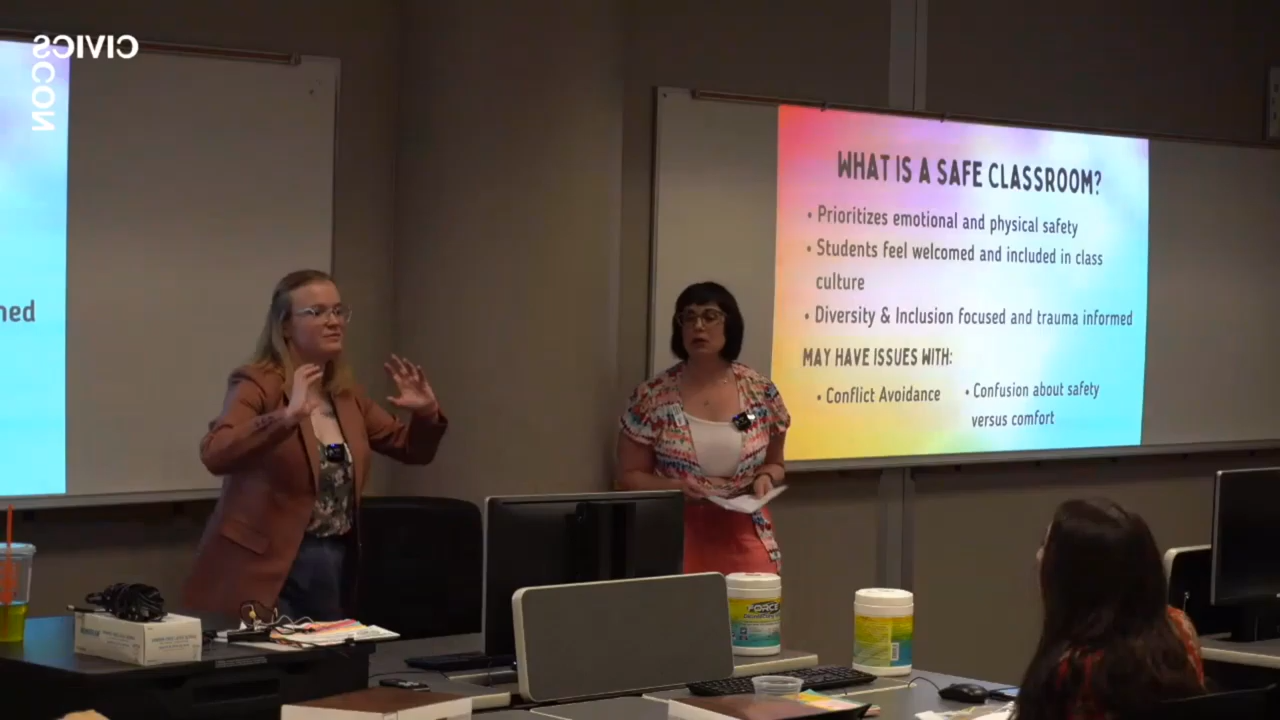 CIVICS
CON
ned
WHAT IS A SAFE CLASSROOM?
• Prioritizes emotional and physical safety
• Students feel welcomed and included in class
culture
• Diversity & Inclusion focused and trauma informed
MAY HAVE ISSUES WITH:
• Conflict Avoidance
• Confusion about safety
versus comfort
FORCE